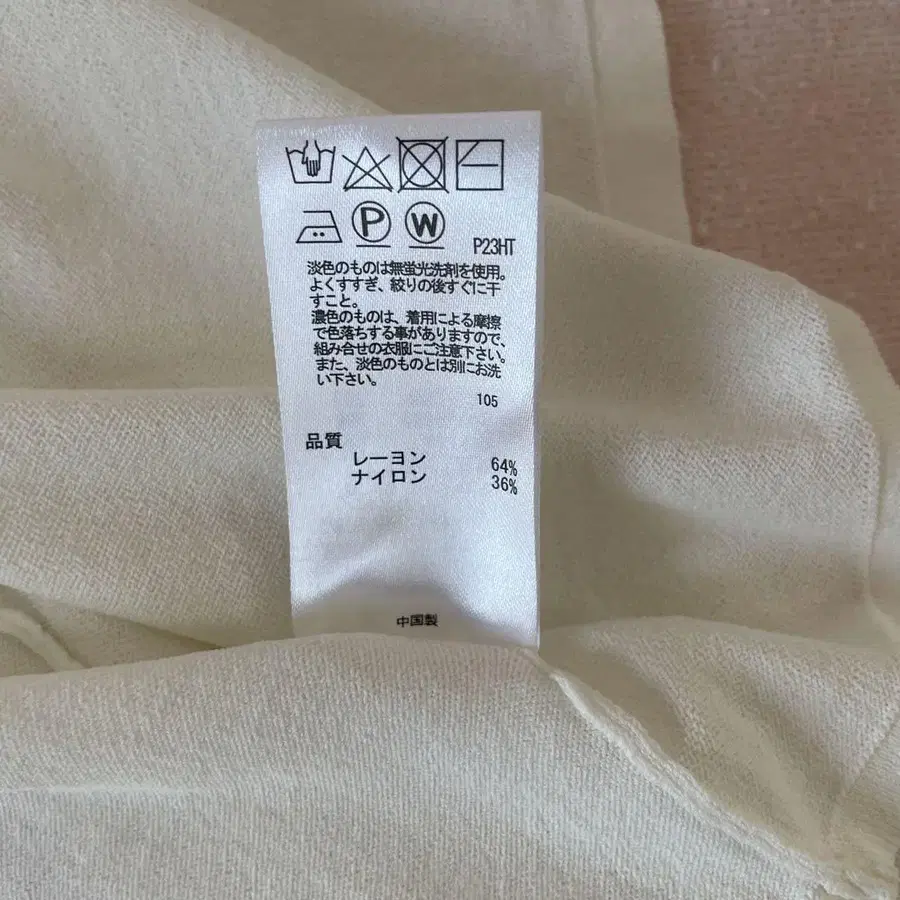 P W P23HT
淡色のものは無蛍光洗剤を使用。
よくすすぎ、絞りの後すぐに干
すこと。
濃色のものは、着用による摩擦
で色落ちする事がありますので、
組み合せの衣服にご注意下さい。
また、淡色のものとは別にお洗
い下さい。
105
品質
レーヨン 64%
ナイロン 36%
中国製